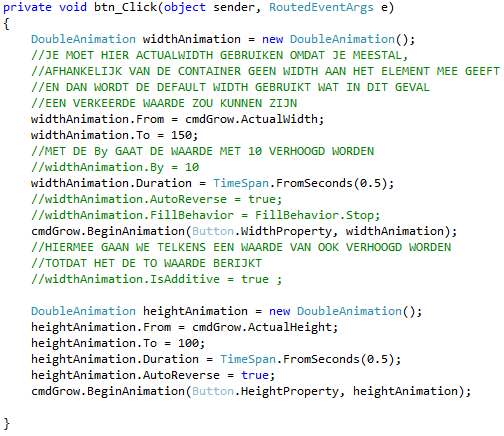 private void btn_Click(object sender, RoutedEventArgs e)
{
DoubleAnimation widthAnimation = new DoubleAnimation();
//JE MOET HIER ACTUALWIDTH GEBRUIKEN OMDAT JE MEESTAL,
//AFHANKELIJK VAN DE CONTAINER GEEN WIDTH AAN HET ELEMENT MEE GEEFT
//EN DAN WORDT DE DEFAULT WIDTH GEBRUIKT WAT IN DIT GEVAL
//EEN VERKEERDE WAARDE ZOU KUNNEN ZIJN
widthAnimation.From = cmdGrow.ActualWidth;
widthAnimation.To = 150;
//MET DE By GAAT DE WAARDE MET 10 VERHOOGD WORDEN
//widthAnimation.By = 10
widthAnimation.Duration = TimeSpan.FromSeconds(0.5);
//widthAnimation.AutoReverse = true;
//widthAnimation.FillBehavior = FillBehavior.Stop;
cmdGrow.BeginAnimation(Button.WidthProperty, widthAnimation);
//HIERMEE GAAN WE TELKENS EEN WAARDE VAN OOK VERHOOGD WORDEN
//TOTDAT HET DE TO WAARDE BERIJKT
//widthAnimation.IsAdditive = true ;
DoubleAnimation heightAnimation = new DoubleAnimation();
heightAnimation.From = cmdGrow.ActualHeight;
heightAnimation.To = 100;
heightAnimation.Duration = TimeSpan.FromSeconds(0.5);
heightAnimation.AutoReverse = true;
cmdGrow.BeginAnimation(Button.HeightProperty, heightAnimation);
}